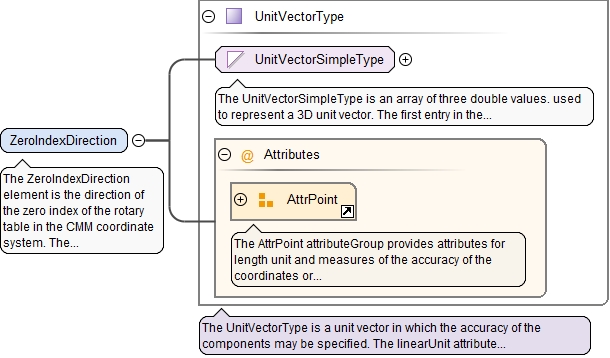 UnitVectorType
UnitVectorSimpleType
The UnitVectorSimpleType is an array of three double values. used
to represent a 3D unit vector. The first entry in the...
ZeroIndexDirection
The ZeroIndexDirection
element is the direction of
the zero index of the rotary
table in the CMM coordinate
system. The...
@ Attributes
AttrPoint
The AttrPoint attributeGroup provides attributes for
length unit and measures of the accuracy of the
coordinates or...
The UnitVectorType is a unit vector in which the accuracy of the
components may be specified. The linearUnit attribute...